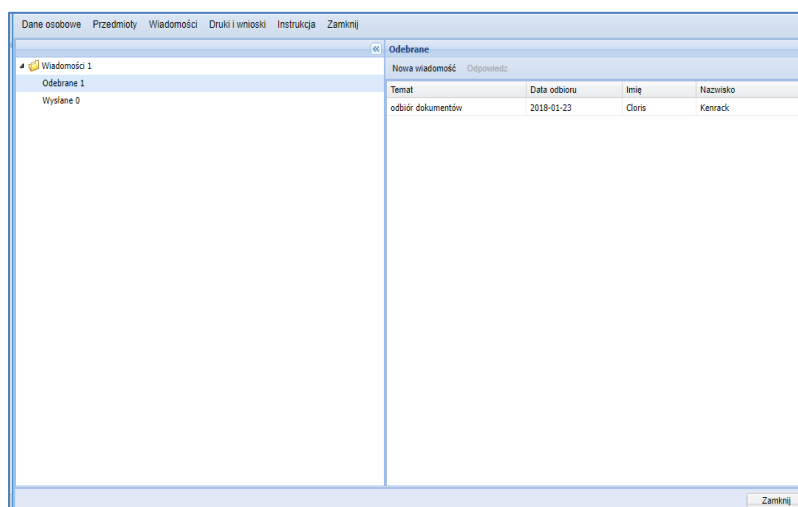 Dane osobowe Przedmioty Wiadomości Druki i wnioski Instrukcja Zamknij
Wiadomości 1
Odebrane 1
Wysłane 0
Odebrane
Nowa wiadomość Odpowiedz
Temat Data odbioru Imię Nazwisko
odbiór dokumentów 2018-01-23 Cloris Kenrack
Zamknij